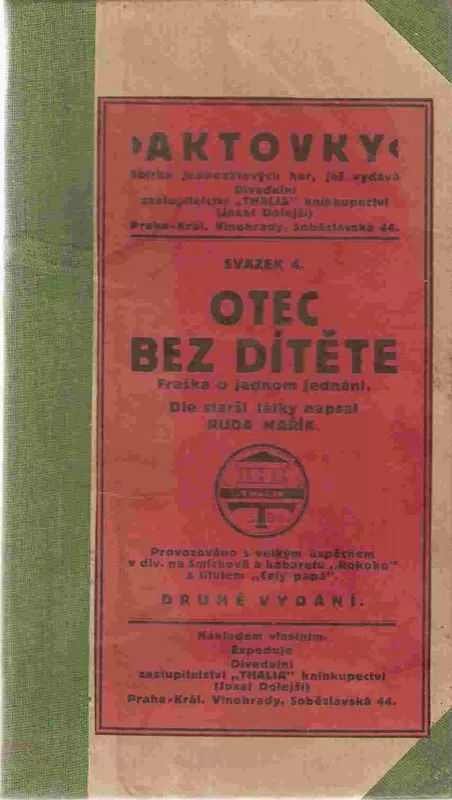 ›AKTOVKY‹
Sbírka jednoaktových her, jež vydává
Divadelní
zastupitelství „THALIA" knihkupectví
(Josef Dolejší)
Praha-Král. Vinohrady, Soběslavská 44.
SVAZEK 4.
OTEC
BEZ DÍTĚTE
Fraška o jednom jednání.
Dle starší látky napsal
RUDA MAŘÍK.
THALIA
Provozováno s velkým úspěchem
v div. na Smíchově a kabaretu „Rokoko"
s titulem „Celý papá".
DRUHÉ VYDÁNÍ.
Nákladem vlastním.
Expeduje
Divadelní
zastupitelství „THALIA" knihkupectví
(Josef Dolejší)
Praha-Král. Vinohrady, Soběslavská 44.